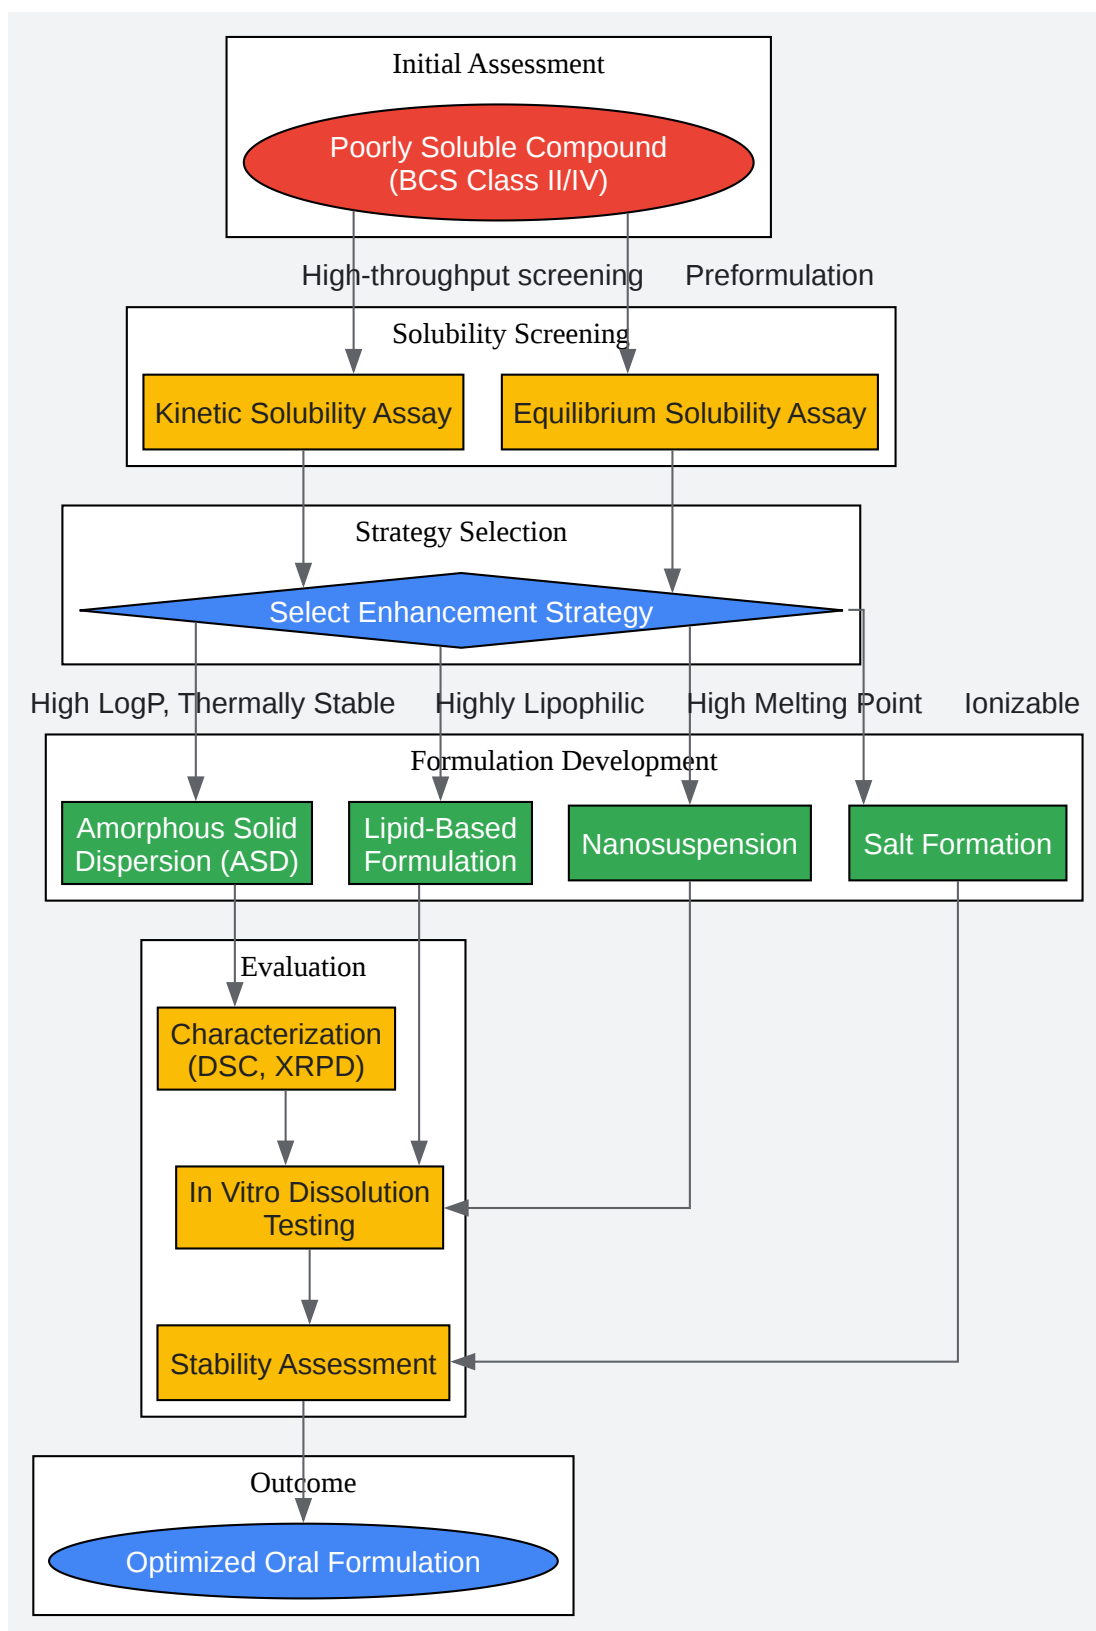 Initial Assessment
Poorly Soluble Compound
(BCS Class II/IV)
High-throughput screening
Preformulation
Solubility Screening
Kinetic Solubility Assay
Equilibrium Solubility Assay
Strategy Selection
Select Enhancement Strategy
High LogP, Thermally Stable
Highly Lipophilic
High Melting Point
Ionizable
Formulation Development
Amorphous Solid
Dispersion (ASD)
Lipid-Based
Formulation
Nanosuspension
Salt Formation
Evaluation
Characterization
(DSC, XRPD)
In Vitro Dissolution
Testing
Stability Assessment
Outcome
Optimized Oral Formulation